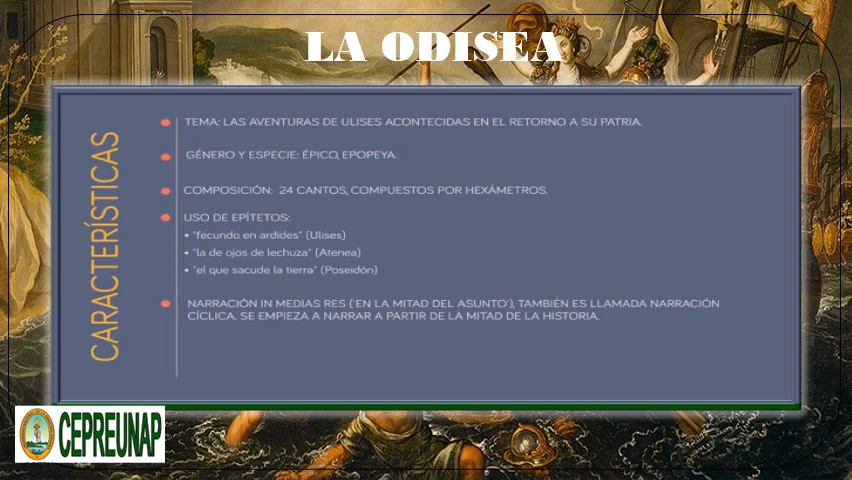 LA ODISEA
CARACTERÍSTICAS
TEMA: LAS AVENTURAS DE ULISES ACONTECIDAS EN EL RETORNO A SU PATRIA.
GÉNERO Y ESPECIE: ÉPICO, EPOPEYA.
COMPOSICIÓN: 24 CANTOS, COMPUESTOS POR HEXÁMETROS.
USO DE EPÍTETOS:
• "fecundo en ardides" (Ulises)
• "la de ojos de lechuza" (Atenea)
• "el que sacude la tierra" (Poseidón)
NARRACIÓN IN MEDIAS RES ('EN LA MITAD DEL ASUNTO'), TAMBIÉN ES LLAMADA NARRACIÓN
CÍCLICA. SE EMPIEZA A NARRAR A PARTIR DE LA MITAD DE LA HISTORIA.
CEPREUNAP